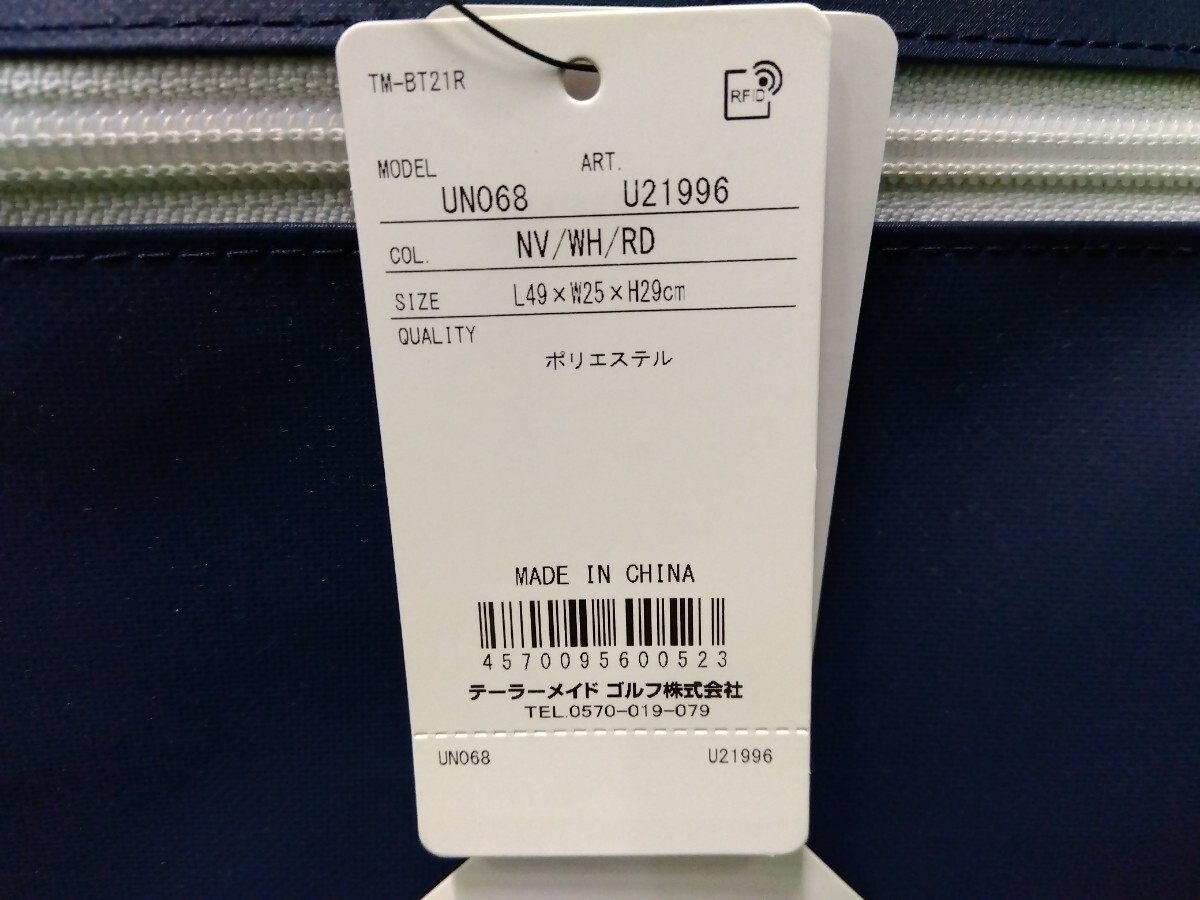 TM-BT21R
RFID
MODEL UN068 ART. U21996
COL. NV/WH/RD
SIZE L49×W25×H29cm
QUALITY
ポリエステル
MADE IN CHINA
4570095600523
テーラーメイド ゴルフ株式会社
TEL.0570-019-079
UN068 U21996